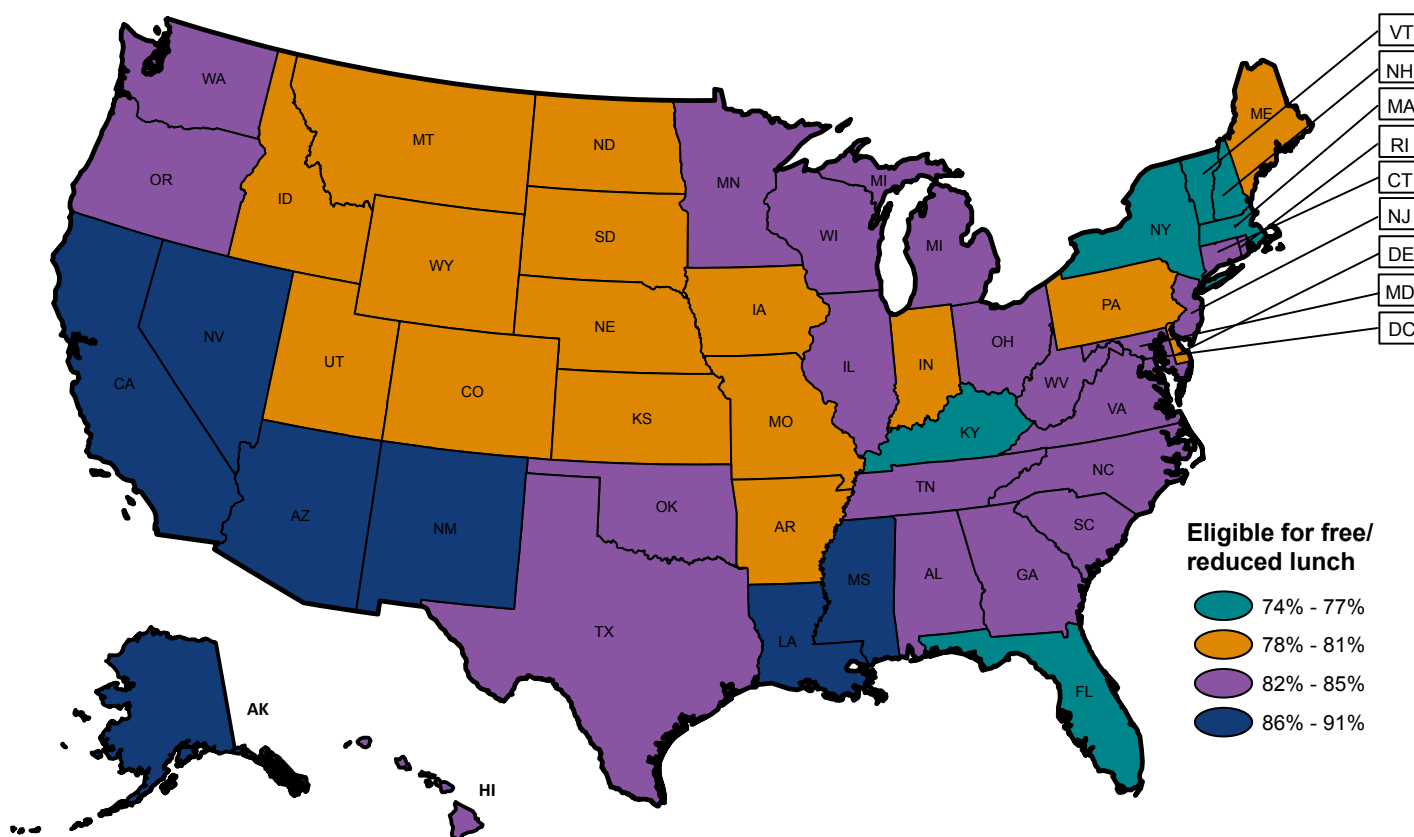 VT
WA
NH
ME
MA
MT
ND
RI
OR
MN
MI
CT
ID
NJ
SD
NY
WI
MI
DE
WY
MD
PA
IA
NE
DC
NV
OH
UT
IL
IN
CA
WV
CO
VA
KS
MO
KY
NC
TN
OK
AZ
NM
AR
SC
Eligible for free/
reduced lunch
MS
AL
GA
74% - 77%
TX
LA
78% - 81%
82% - 85%
FL
AK
86% - 91%
HI